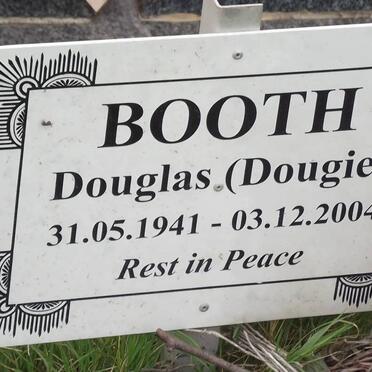 BOOTH
Douglas (Dougie
31.05.1941 - 03.12.2004
Rest in Peace